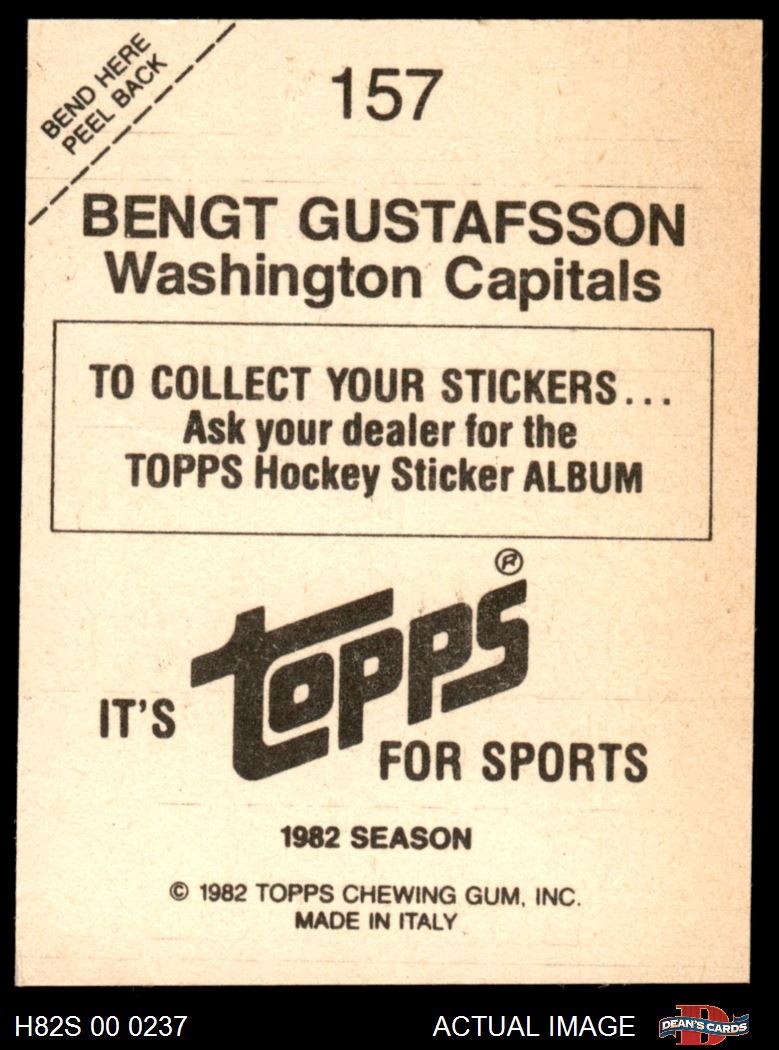 BEND HERE
PEEL BACK
157
BENGT GUSTAFSSON
Washington Capitals
TO COLLECT YOUR STICKERS...
Ask your dealer for the
TOPPS Hockey Sticker ALBUM
topps®
IT'S
FOR SPORTS
1982 SEASON
© 1982 TOPPS CHEWING GUM, INC.
MADE IN ITALY
H82S 00 0237
ACTUAL IMAGE
D
DEAN'S CARDS